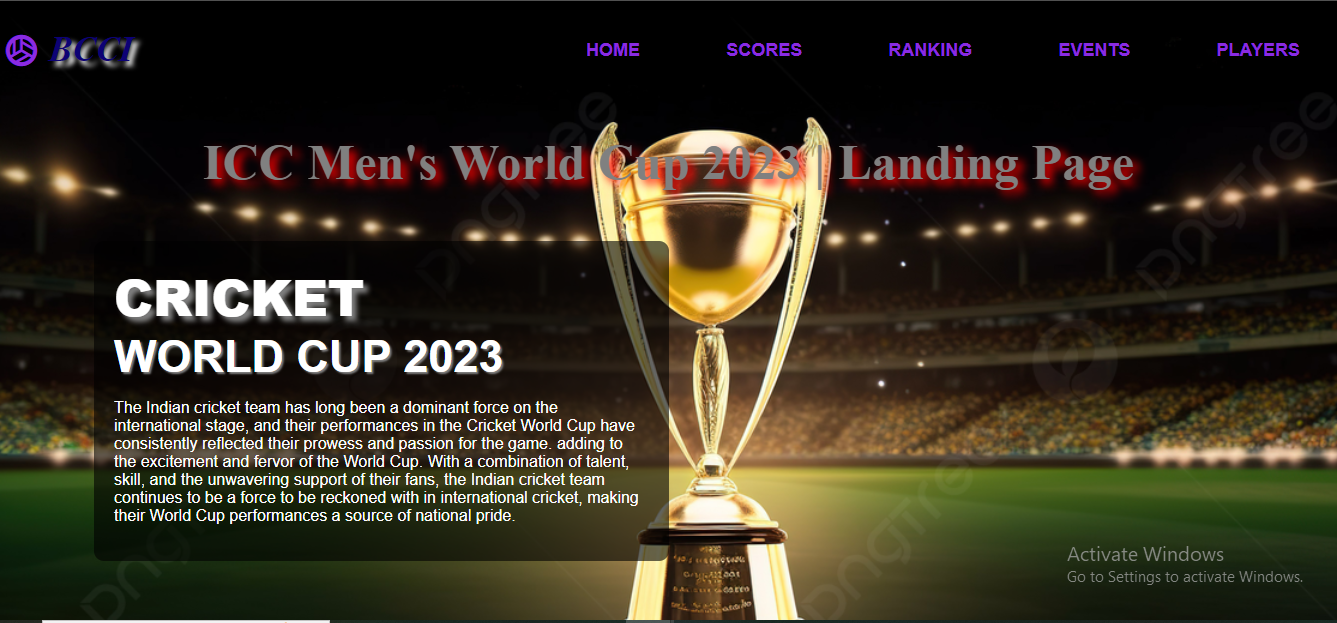 BCCI
HOME SCORES RANKING EVENTS PLAYERS
ICC Men's World Cup 2023 | Landing Page
CRICKET
WORLD CUP 2023
The Indian cricket team has long been a dominant force on the
international stage, and their performances in the Cricket World Cup have
consistently reflected their prowess and passion for the game. adding to
the excitement and fervor of the World Cup. With a combination of talent,
skill, and the unwavering support of their fans, the Indian cricket team
continues to be a force to be reckoned with in international cricket, making
their World Cup performances a source of national pride.
Activate Windows
Go to Settings to activate Windows.
pngtree
pngtree
pngtree
pngtree
pngtree